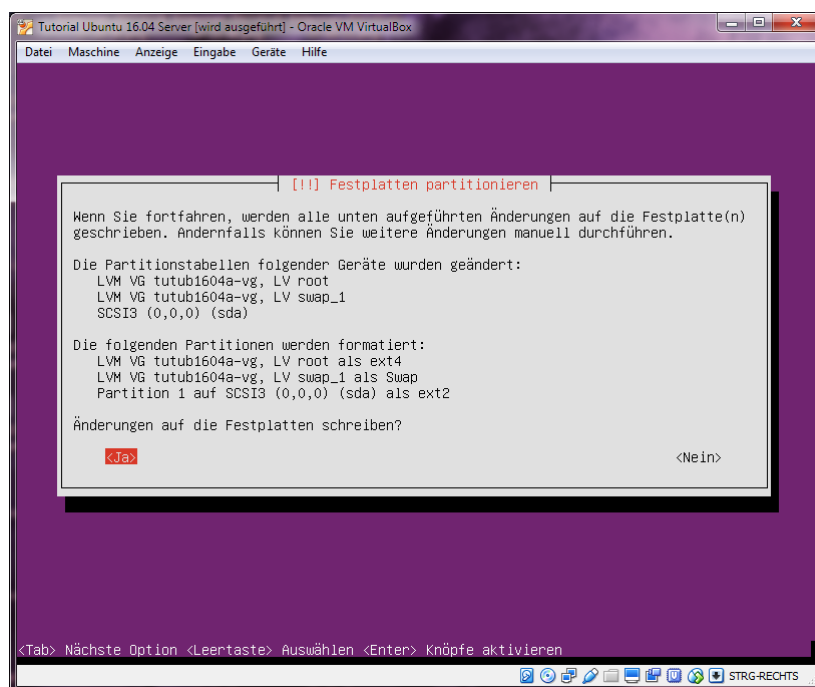 Tutorial Ubuntu 16.04 Server [wird ausgeführt] - Oracle VM VirtualBox
Datei Maschine Anzeige Eingabe Geräte Hilfe
[!!] Festplatten partitionieren
Wenn Sie fortfahren, werden alle unten aufgeführten Änderungen auf die Festplatte(n)
geschrieben. Andernfalls können Sie weitere Änderungen manuell durchführen.
Die Partitionstabellen folgender Geräte wurden geändert:
LVM VG tutub1604a-vg, LV root
LVM VG tutub1604a-vg, LV swap_1
SCSI3 (0,0,0) (sda)
Die folgenden Partitionen werden formatiert:
LVM VG tutub1604a-vg, LV root als ext4
LVM VG tutub1604a-vg, LV swap_1 als Swap
Partition 1 auf SCSI3 (0,0,0) (sda) als ext2
Änderungen auf die Festplatten schreiben?
<Ja> <Nein>
<Tab> Nächste Option <Leertaste> Auswählen <Enter> Knöpfe aktivieren
STRG-RECHTS